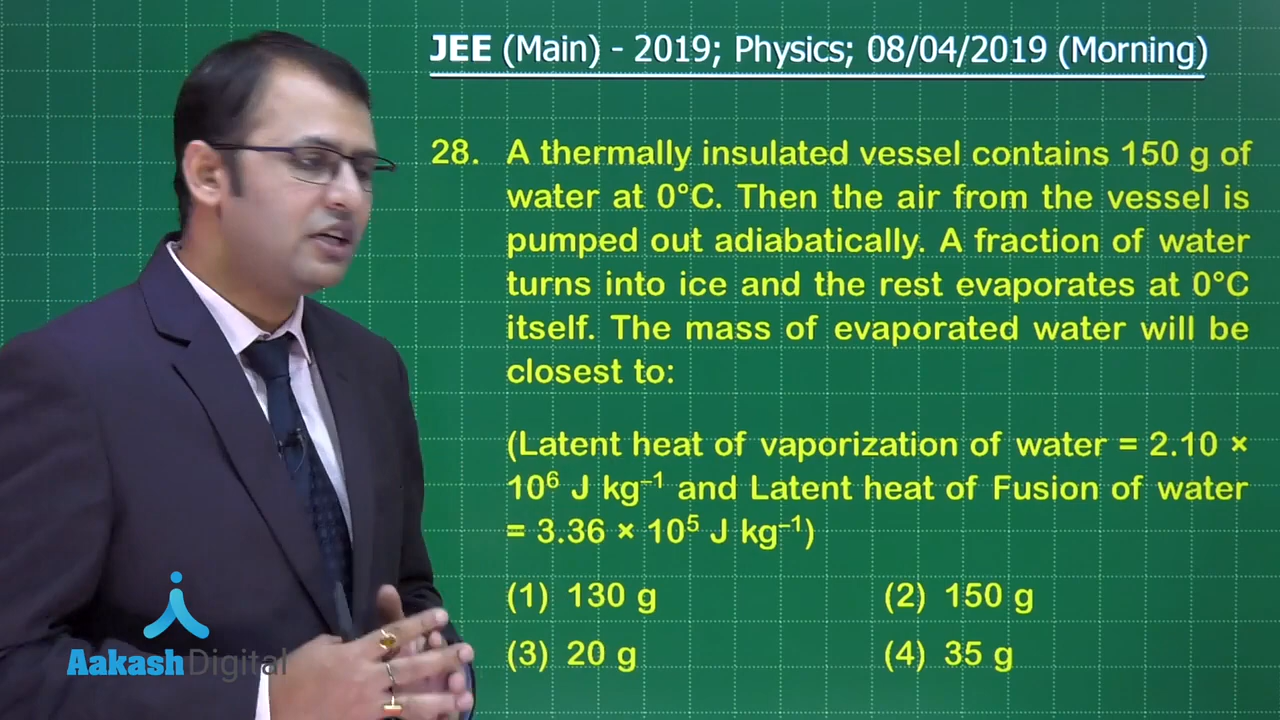 JEE (Main) - 2019; Physics; 08/04/2019 (Morning)
28. A thermally insulated vessel contains 150 g of
water at 0°C. Then the air from the vessel is
pumped out adiabatically. A fraction of water
turns into ice and the rest evaporates at 0°C
itself. The mass of evaporated water will be
closest to:
(Latent heat of vaporization of water = 2.10 ×
10⁶ J kg⁻¹ and Latent heat of Fusion of water
= 3.36 × 10⁵ J kg⁻¹)
(1) 130 g (2) 150 g
(3) 20 g (4) 35 g
AakashDigital